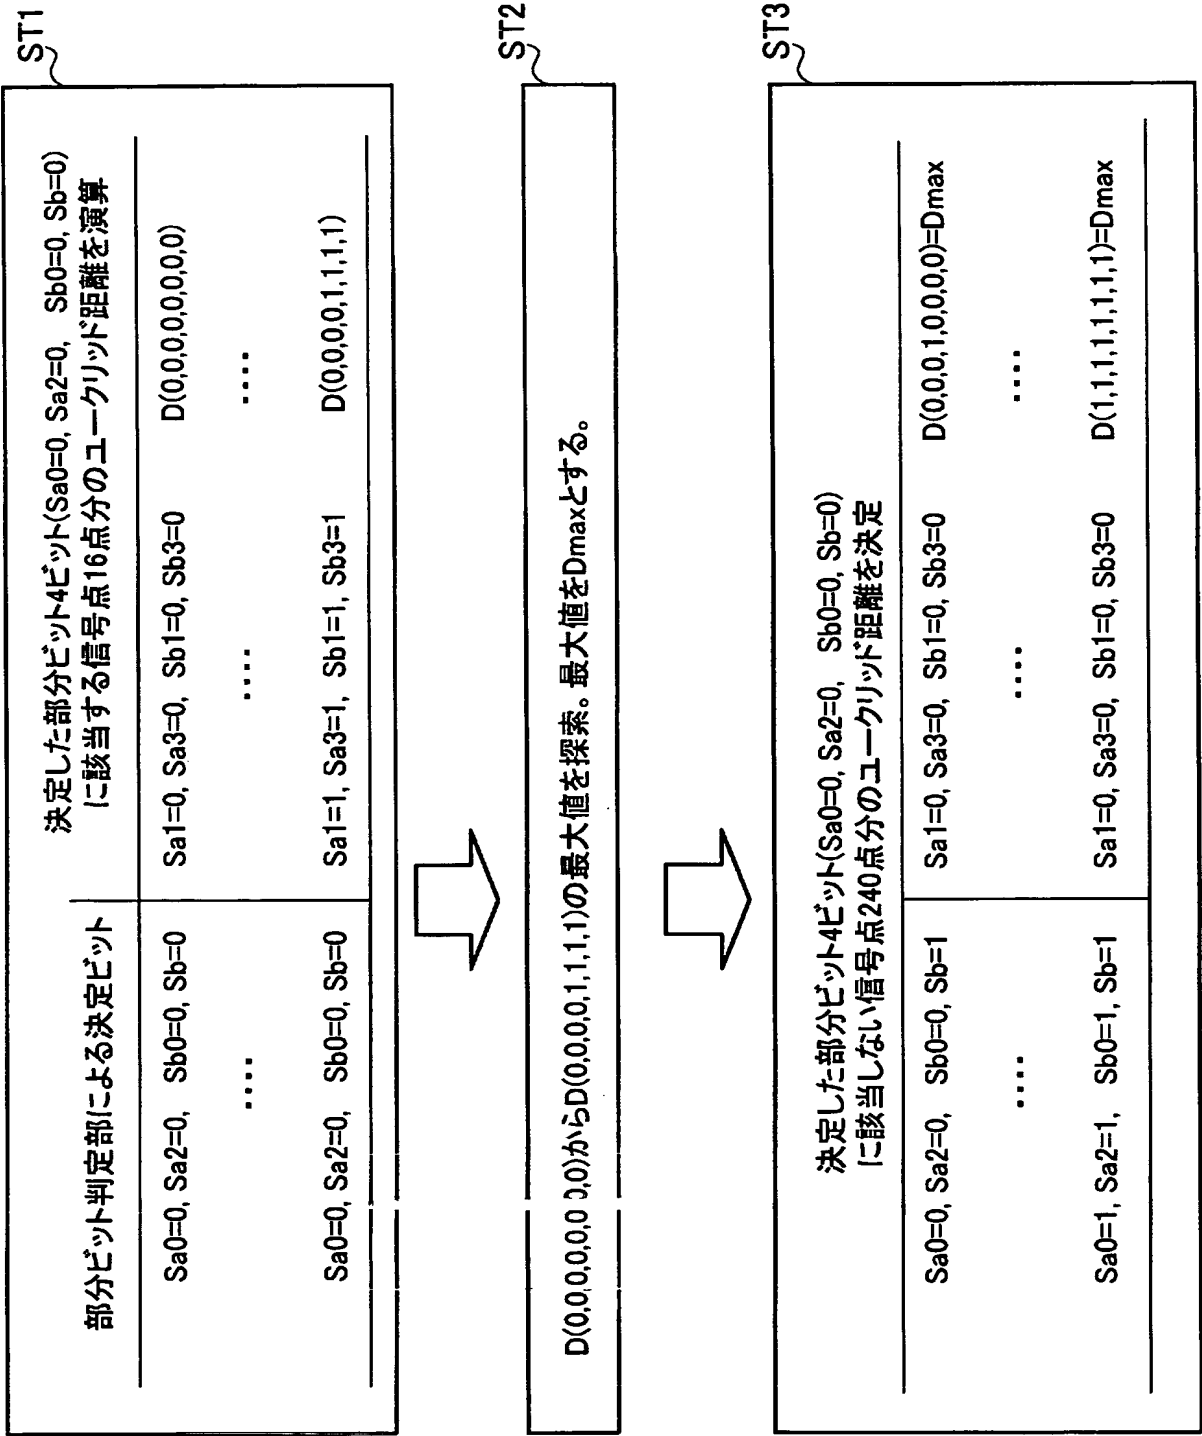 ST1
部分ビット判定部による決定ビット
決定した部分ビット4ビット(Sa0=0, Sa2=0, Sb0=0, Sb=0)
に該当する信号点16点分のユークリッド距離を演算
Sa0=0, Sa2=0, Sb0=0, Sb=0 Sa1=0, Sa3=0, Sb1=0, Sb3=0 D(0,0,0,0,0,0,0,0)
.... .... ....
Sa0=0, Sa2=0, Sb0=0, Sb=0 Sa1=1, Sa3=1, Sb1=1, Sb3=1 D(0,0,0,0,1,1,1,1)
ST2
D(0,0,0,0,0,0,0,0)からD(0,0,0,0,1,1,1,1)の最大値を探索。最大値をDmaxとする。
ST3
決定した部分ビット4ビット(Sa0=0, Sa2=0, Sb0=0, Sb=0)
に該当しない信号点240点分のユークリッド距離を決定
Sa0=0, Sa2=0, Sb0=0, Sb=1 Sa1=0, Sa3=0, Sb1=0, Sb3=0 D(0,0,0,1,0,0,0,0)=Dmax
.... .... ....
Sa0=1, Sa2=1, Sb0=1, Sb=1 Sa1=0, Sa3=0, Sb1=0, Sb3=0 D(1,1,1,1,1,1,1,1)=Dmax